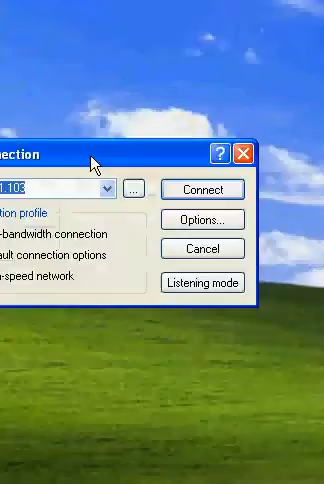 nection
1.103
...
Connect
tion profile
Options...
-bandwidth connection
ault connection options
Cancel
-speed network
Listening mode